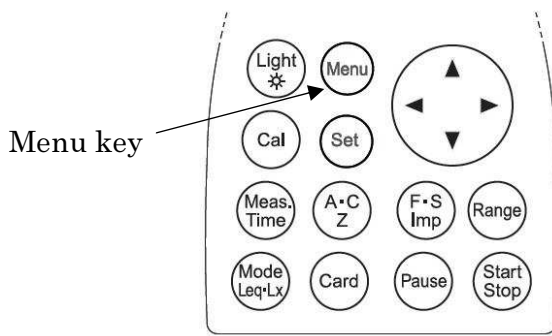 Light
Menu
Menu key
Cal
Set
Meas.
Time
A·C
Z
F·S
Imp
Range
Mode
Leq·Lx
Card
Pause
Start
Stop